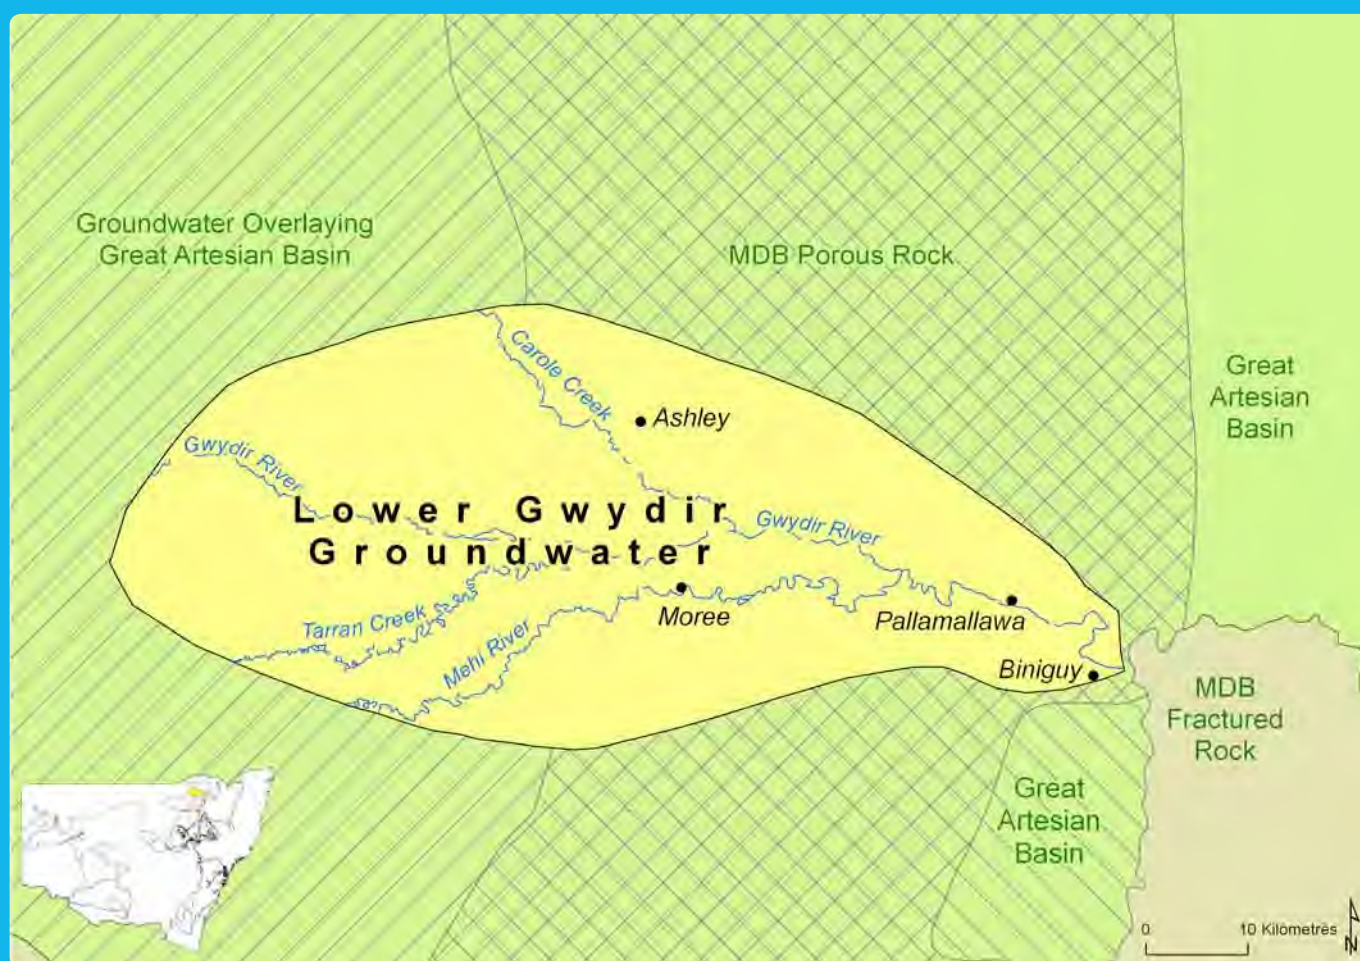 Groundwater Overlaying
Great Artesian Basin
MDB Porous Rock
Great
Artesian
Basin
Carole Creek
Ashley
Gwydir River
Lower Gwydir
Groundwater
Gwydir River
Tarran Creek
Mehi River
Moree
Pallamallawa
Biniguy
MDB
Fractured
Rock
Great
Artesian
Basin
0 10 Kilometres
N